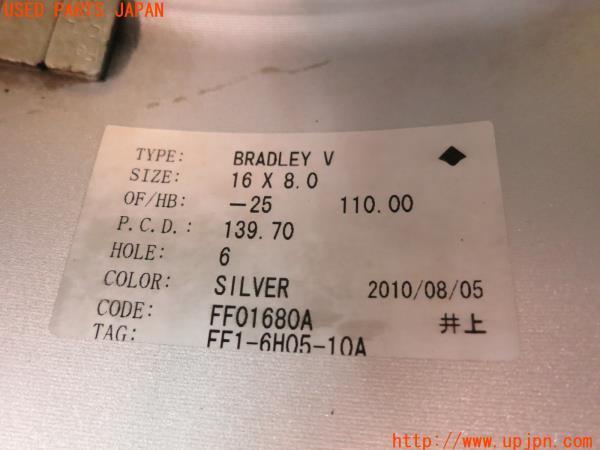 USED PARTS JAPAN
TYPE: BRADLEY V ◆
SIZE: 16 X 8.0
OF/HB: -25 110.00
P.C.D.: 139.70
HOLE: 6
COLOR: SILVER 2010/08/05
CODE: FF01680A 井上
TAG: FF1-6H05-10A
http://www.upjpn.com/